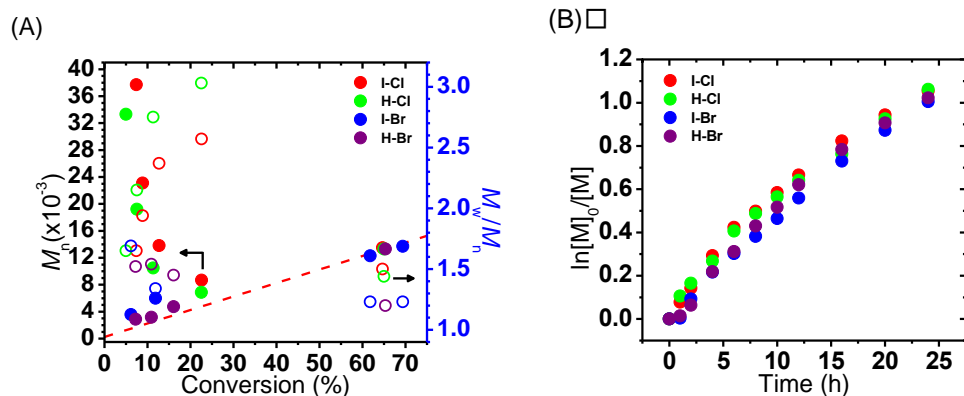 (A)
(B)□
40
36
32
28
24
20
16
12
8
4
0
Mn (x10⁻³)
0 10 20 30 40 50 60 70
Conversion (%)
3.0
2.5
2.0
1.5
1.0
Mw/Mn
I-Cl
H-Cl
I-Br
H-Br
1.2
1.0
0.8
0.6
0.4
0.2
0.0
ln[M]₀/[M]
0 5 10 15 20 25
Time (h)
I-Cl
H-Cl
I-Br
H-Br